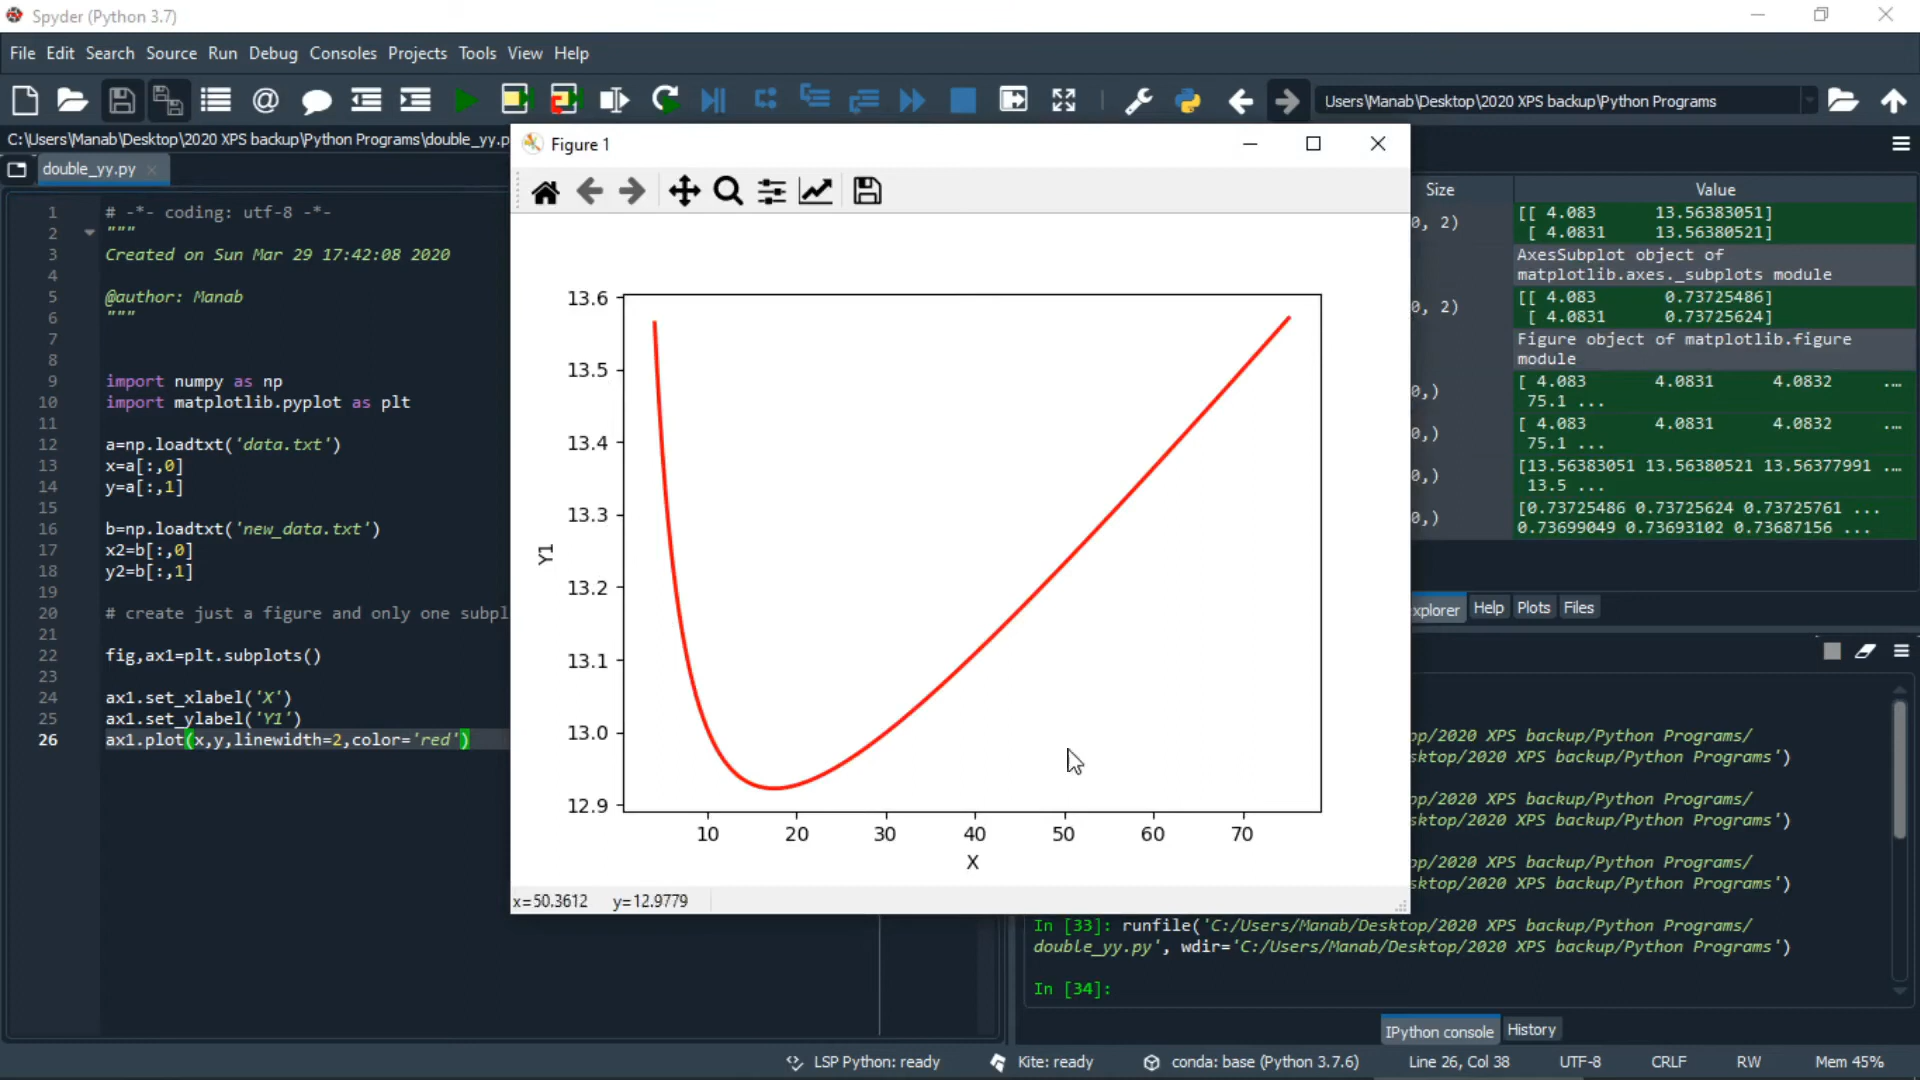 Spyder (Python 3.7)
File Edit Search Source Run Debug Consoles Projects Tools View Help
Users\Manab\Desktop\2020 XPS backup\Python Programs
C:\Users\Manab\Desktop\2020 XPS backup\Python Programs\double_yy.p
double_yy.py
1 # -*- coding: utf-8 -*-
2 """
3 Created on Sun Mar 29 17:42:08 2020
4
5 @author: Manab
6 """
7
8
9 import numpy as np
10 import matplotlib.pyplot as plt
11
12 a=np.loadtxt('data.txt')
13 x=a[:,0]
14 y=a[:,1]
15
16 b=np.loadtxt('new_data.txt')
17 x2=b[:,0]
18 y2=b[:,1]
19
20 # create just a figure and only one subpl
21
22 fig,ax1=plt.subplots()
23
24 ax1.set_xlabel('X')
25 ax1.set_ylabel('Y1')
26 ax1.plot(x,y,linewidth=2,color='red')
Figure 1
13.6
13.5
13.4
13.3
13.2
13.1
13.0
12.9
Y1
10 20 30 40 50 60 70
X
x=50.3612 y=12.9779
Size Value
0, 2) [[ 4.083 13.56383051]
[ 4.0831 13.56380521]
AxesSubplot object of
matplotlib.axes._subplots module
0, 2) [[ 4.083 0.73725486]
[ 4.0831 0.73725624]
Figure object of matplotlib.figure
module
0,) [ 4.083 4.0831 4.0832 ...
75.1 ...
0,) [ 4.083 4.0831 4.0832 ...
75.1 ...
0,) [13.56383051 13.56380521 13.56377991 ...
13.5 ...
0,) [0.73725486 0.73725624 0.73725761 ...
0.73699049 0.73693102 0.73687156 ...
xplorer Help Plots Files
op/2020 XPS backup/Python Programs/
sktop/2020 XPS backup/Python Programs')
op/2020 XPS backup/Python Programs/
sktop/2020 XPS backup/Python Programs')
op/2020 XPS backup/Python Programs/
sktop/2020 XPS backup/Python Programs')
In [33]: runfile('C:/Users/Manab/Desktop/2020 XPS backup/Python Programs/
double_yy.py', wdir='C:/Users/Manab/Desktop/2020 XPS backup/Python Programs')
In [34]:
IPython console History
LSP Python: ready Kite: ready conda: base (Python 3.7.6) Line 26, Col 38 UTF-8 CRLF RW Mem 45%